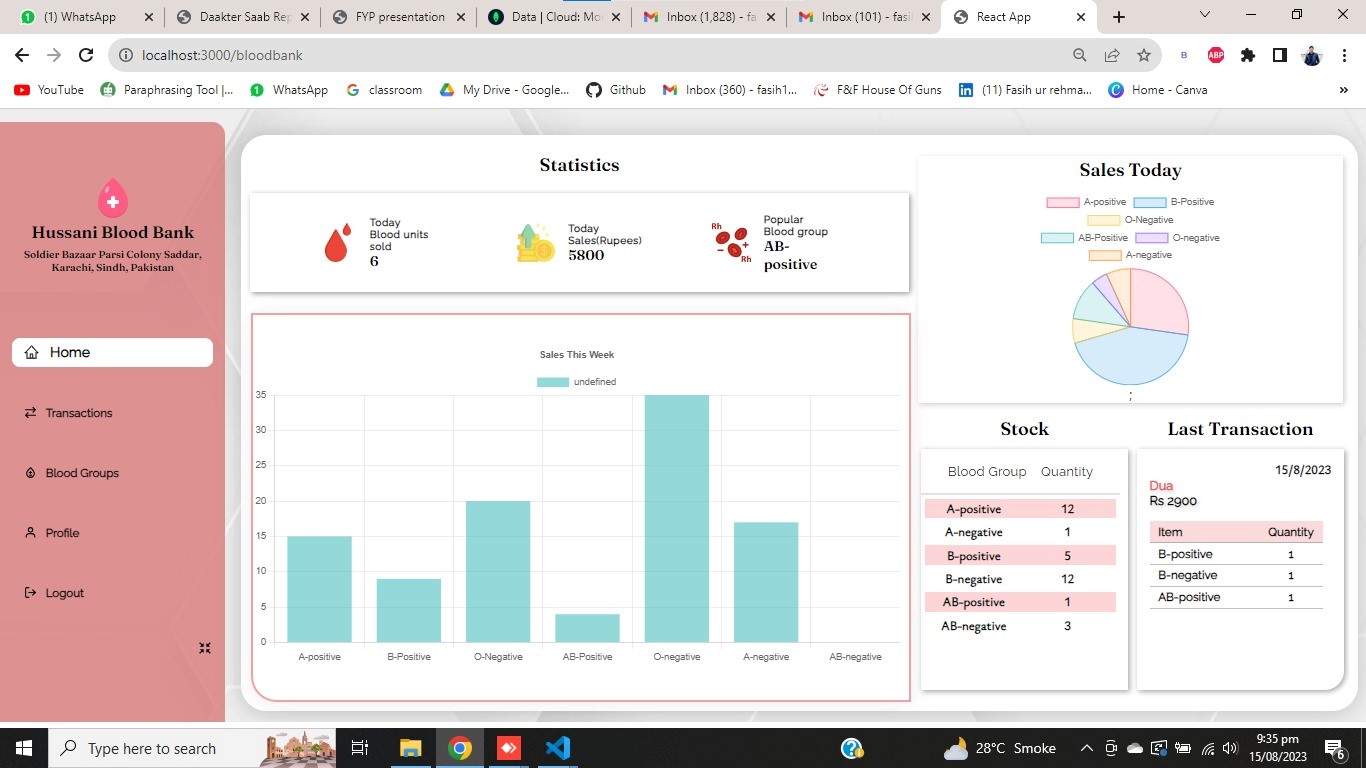 (1) WhatsApp
Daakter Saab Rep
FYP presentation
Data | Cloud: Mo
Inbox (1,828) - fa
Inbox (101) - fasi
React App
localhost:3000/bloodbank
B
ABP
YouTube
Paraphrasing Tool |...
WhatsApp
classroom
My Drive - Google...
Github
Inbox (360) - fasih1...
F&F House Of Guns
(11) Fasih ur rehma...
Home - Canva
Hussani Blood Bank
Soldier Bazaar Parsi Colony Saddar,
Karachi, Sindh, Pakistan
Home
Transactions
Blood Groups
Profile
Logout
Statistics
Today
Blood units
sold
6
Today
Sales(Rupees)
5800
Rh
Rh
Popular
Blood group
AB-
positive
Sales This Week
undefined
35
30
25
20
15
10
5
0
A-positive B-Positive O-Negative AB-Positive O-negative A-negative AB-negative
Sales Today
A-positive B-Positive
O-Negative
AB-Positive O-negative
A-negative
;
Stock
Blood Group Quantity
A-positive 12
A-negative 1
B-positive 5
B-negative 12
AB-positive 1
AB-negative 3
Last Transaction
15/8/2023
Dua
Rs 2900
Item Quantity
B-positive 1
B-negative 1
AB-positive 1
Type here to search
28°C Smoke
9:35 pm
15/08/2023
6